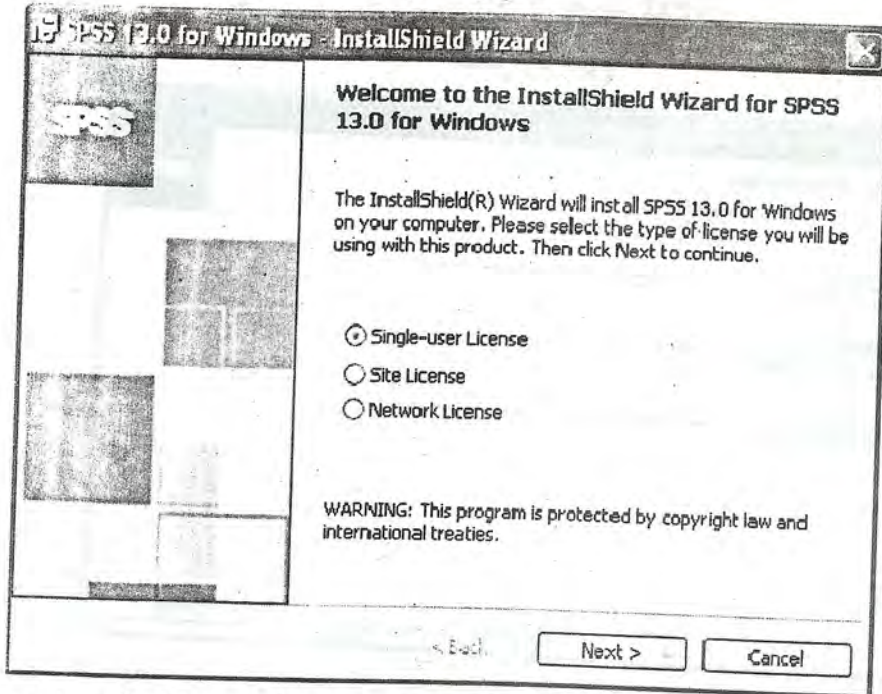 SPSS 13.0 for Windows - InstallShield Wizard
SPSS
Welcome to the InstallShield Wizard for SPSS
13.0 for Windows
The InstallShield(R) Wizard will install SPSS 13.0 for Windows
on your computer. Please select the type of license you will be
using with this product. Then click Next to continue.
Single-user License
Site License
Network License
WARNING: This program is protected by copyright law and
international treaties.
< Back
Next >
Cancel